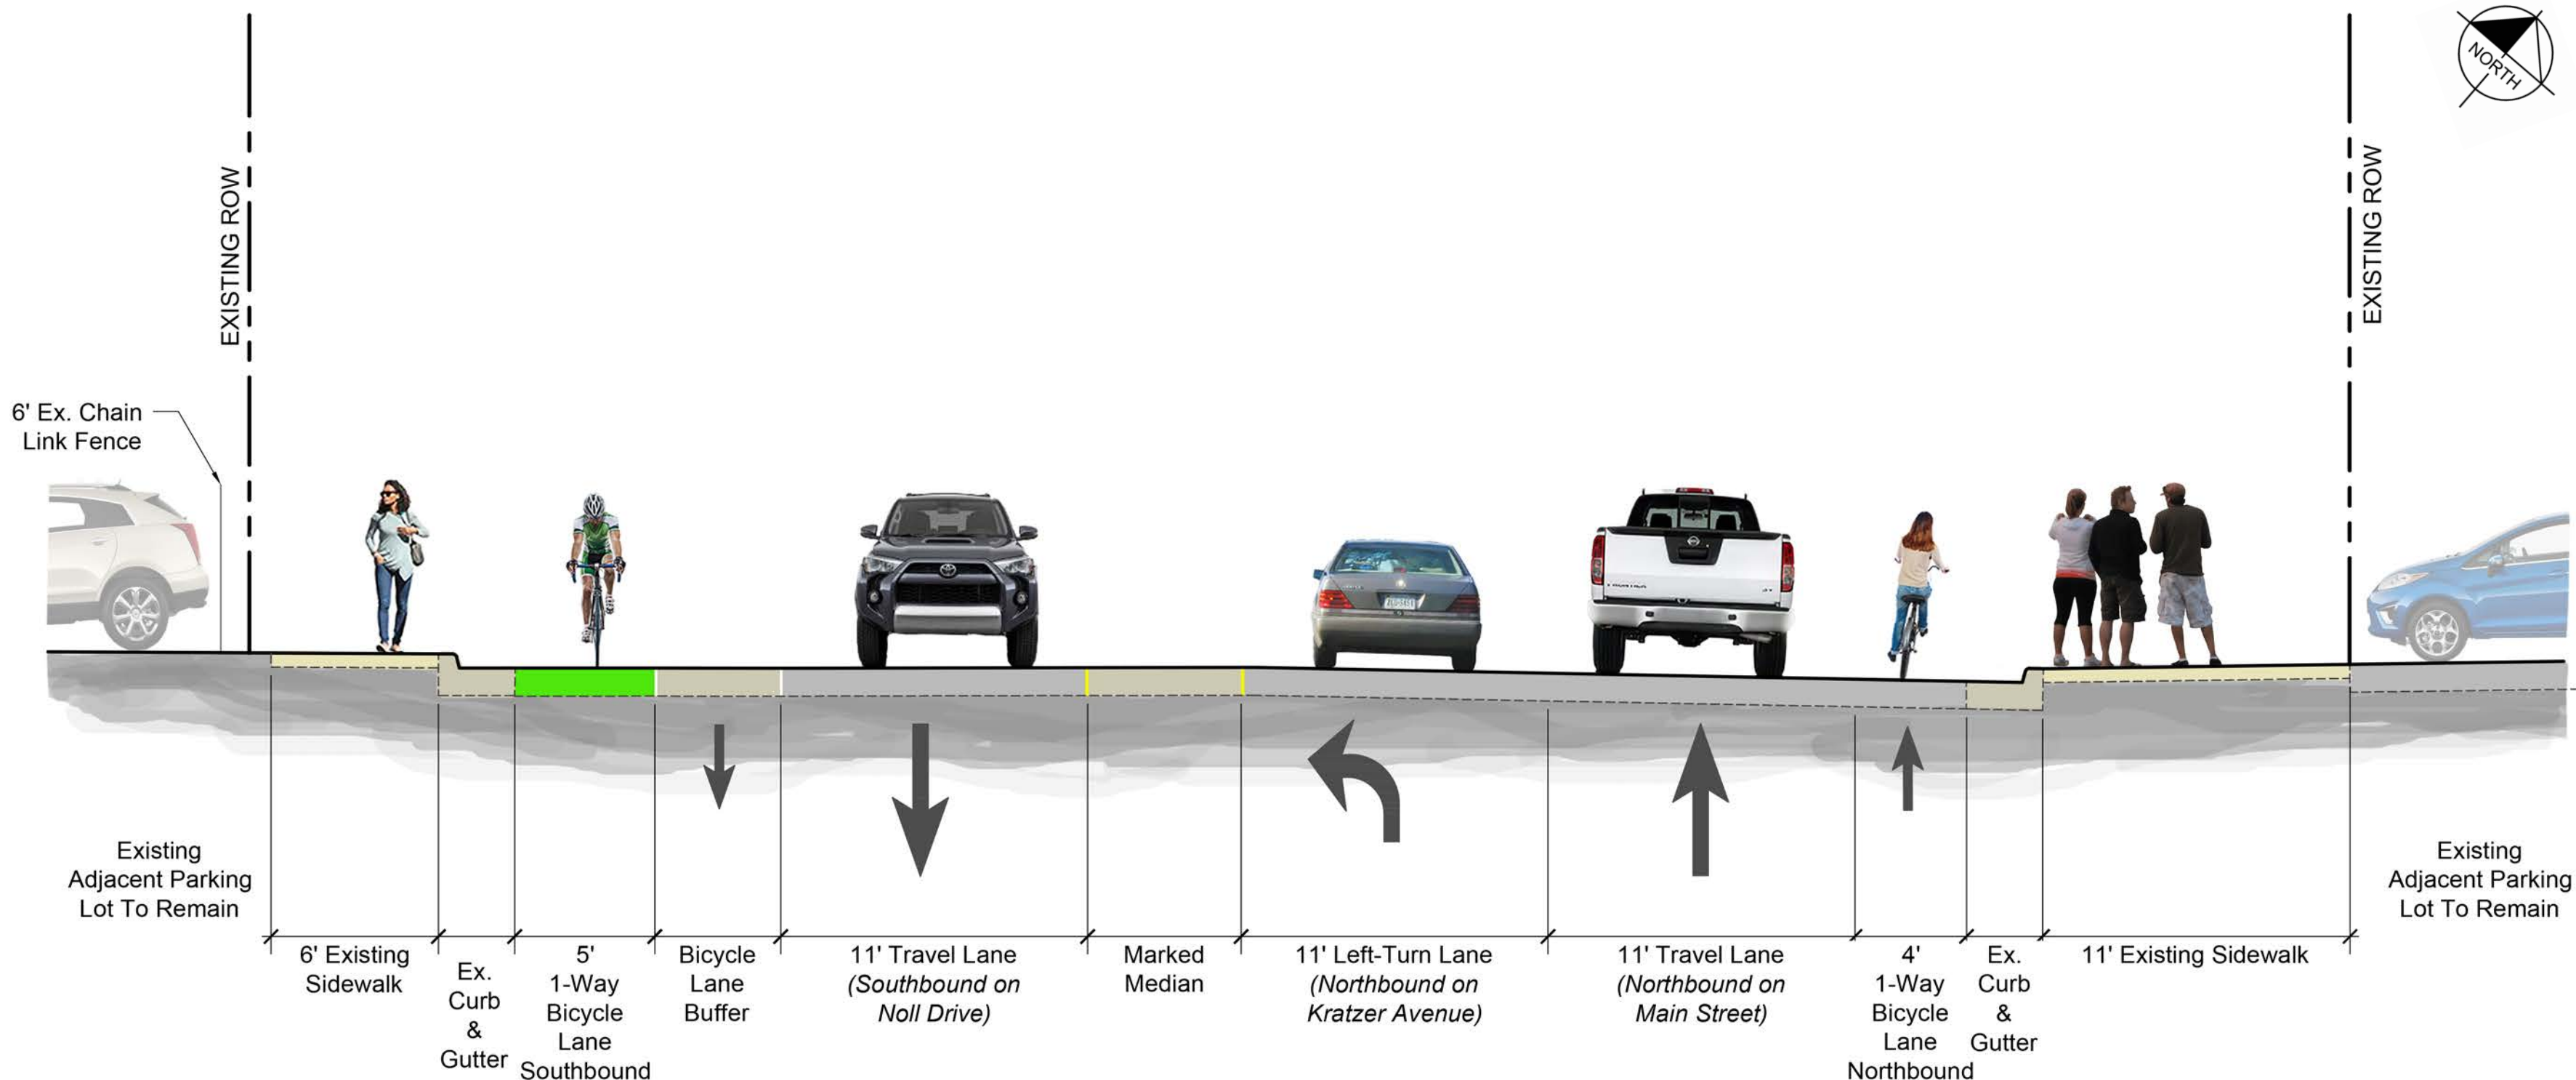 NORTH
EXISTING ROW
EXISTING ROW
6' Ex. Chain
Link Fence
Existing
Adjacent Parking
Lot To Remain
6' Existing
Sidewalk
Ex.
Curb
&
Gutter
5'
1-Way
Bicycle
Lane
Southbound
Bicycle
Lane
Buffer
11' Travel Lane
(Southbound on
Noll Drive)
Marked
Median
11' Left-Turn Lane
(Northbound on
Kratzer Avenue)
11' Travel Lane
(Northbound on
Main Street)
4'
1-Way
Bicycle
Lane
Northbound
Ex.
Curb
&
Gutter
11' Existing Sidewalk
Existing
Adjacent Parking
Lot To Remain